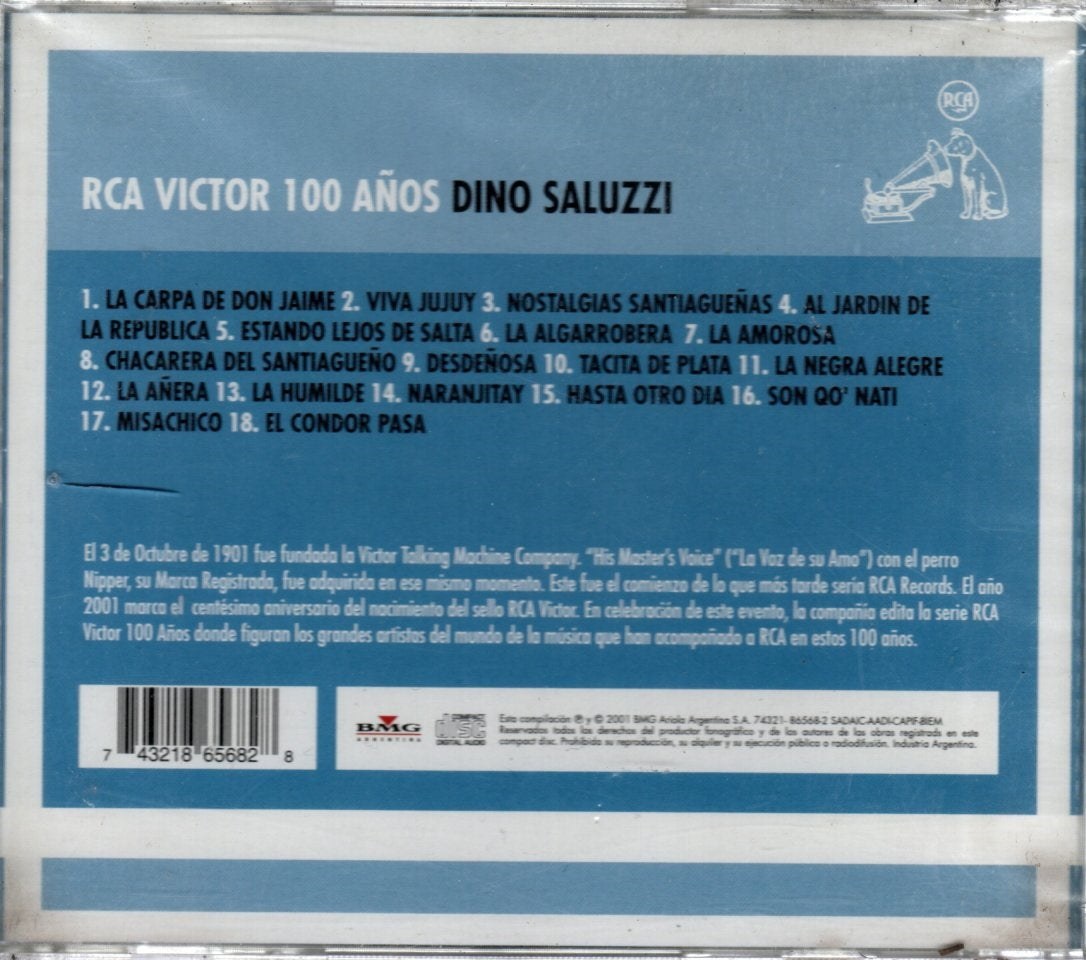 RCA
RCA VICTOR 100 AÑOS DINO SALUZZI
1. LA CARPA DE DON JAIME 2. VIVA JUJUY 3. NOSTALGIAS SANTIAGUEÑAS 4. AL JARDIN DE
LA REPUBLICA 5. ESTANDO LEJOS DE SALTA 6. LA ALGARROBERA 7. LA AMOROSA
8. CHACARERA DEL SANTIAGUEÑO 9. DESDEÑOSA 10. TACITA DE PLATA 11. LA NEGRA ALEGRE
12. LA AÑERA 13. LA HUMILDE 14. NARANJITAY 15. HASTA OTRO DIA 16. SON QO' NATI
17. MISACHICO 18. EL CONDOR PASA
El 3 de Octubre de 1901 fue fundada la Victor Talking Machine Company. "His Master's Voice" ("La Voz de su Amo") con el perro
Nipper, su Marca Registrada, fue adquirida en ese mismo momento. Este fue el comienzo de lo que más tarde seria RCA Records. El año
2001 marca el centésimo aniversario del nacimiento del sello RCA Victor. En celebración de este evento, la compañía edita la serie RCA
Victor 100 Años donde figuran los grandes artistas del mundo de la música que han acompañado a RCA en estos 100 años.
7 43218 65682 8
BMG
ARGENTINA
COMPACT
disc
DIGITAL AUDIO
Esta compilación ℗ y © 2001 BMG Ariola Argentina S.A. 74321- 86568-2 SADAIC-AADI-CAPIF-BIEM.
Reservados todos los derechos del productor fonográfico y de los autores de las obras registrads en este
compact disc. Prohibida su reproducción, su alquiler y su ejecución pública o radiodifusión. Industria Argentina.